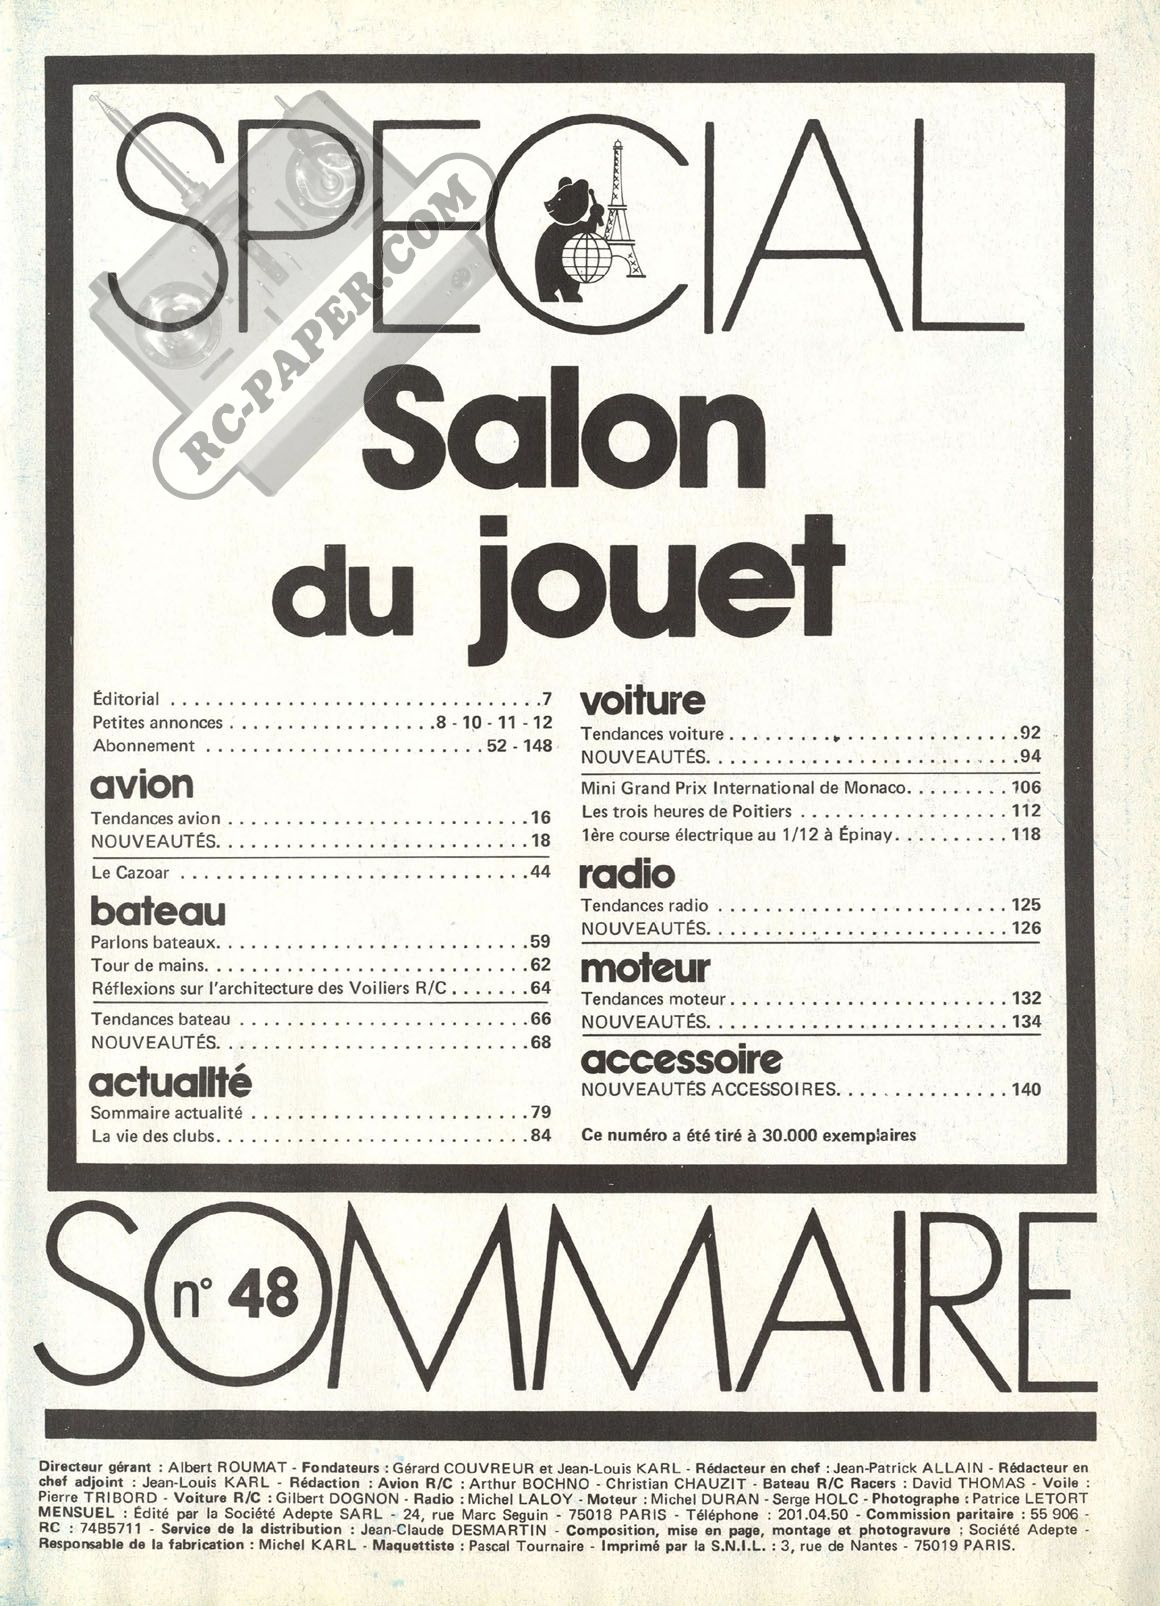 SPECIAL
RC-PAPER.COM
Salon
du jouet
Éditorial . . . . . . . . . . . . . . . . . . . . . . . . . . . . . . . .7
Petites annonces . . . . . . . . . . . . . . . . . .8 - 10 - 11 - 12
Abonnement . . . . . . . . . . . . . . . . . . . . . . . . 52 - 148
avion
Tendances avion . . . . . . . . . . . . . . . . . . . . . . . . . . 16
NOUVEAUTÉS. . . . . . . . . . . . . . . . . . . . . . . . . . . 18
Le Cazoar . . . . . . . . . . . . . . . . . . . . . . . . . . . . . . 44
bateau
Parlons bateaux. . . . . . . . . . . . . . . . . . . . . . . . . . . 59
Tour de mains. . . . . . . . . . . . . . . . . . . . . . . . . . . . 62
Réflexions sur l'architecture des Voiliers R/C . . . . . . . 64
Tendances bateau . . . . . . . . . . . . . . . . . . . . . . . . . 66
NOUVEAUTÉS. . . . . . . . . . . . . . . . . . . . . . . . . . . 68
actualité
Sommaire actualité . . . . . . . . . . . . . . . . . . . . . . . . 79
La vie des clubs. . . . . . . . . . . . . . . . . . . . . . . . . . . 84
voiture
Tendances voiture . . . . . . . . . . . . . . . . . . . . . . . . . 92
NOUVEAUTÉS. . . . . . . . . . . . . . . . . . . . . . . . . . . 94
Mini Grand Prix International de Monaco. . . . . . . . . 106
Les trois heures de Poitiers . . . . . . . . . . . . . . . . . . 112
1ère course électrique au 1/12 à Épinay. . . . . . . . . . 118
radio
Tendances radio . . . . . . . . . . . . . . . . . . . . . . . . . 125
NOUVEAUTÉS. . . . . . . . . . . . . . . . . . . . . . . . . . 126
moteur
Tendances moteur . . . . . . . . . . . . . . . . . . . . . . . . 132
NOUVEAUTÉS. . . . . . . . . . . . . . . . . . . . . . . . . . 134
accessoire
NOUVEAUTÉS ACCESSOIRES. . . . . . . . . . . . . . . 140
Ce numéro a été tiré à 30.000 exemplaires
SOMMAIRE
n° 48
Directeur gérant : Albert ROUMAT - Fondateurs : Gérard COUVREUR et Jean-Louis KARL - Rédacteur en chef : Jean-Patrick ALLAIN - Rédacteur en
chef adjoint : Jean-Louis KARL - Rédaction : Avion R/C : Arthur BOCHNO - Christian CHAUZIT - Bateau R/C Racers : David THOMAS - Voile :
Pierre TRIBORD - Voiture R/C : Gilbert DOGNON - Radio : Michel LALOY - Moteur : Michel DURAN - Serge HOLC - Photographe : Patrice LETORT
MENSUEL : Édité par la Société Adepte SARL - 24, rue Marc Seguin - 75018 PARIS - Téléphone : 201.04.50 - Commission paritaire : 55 906 -
RC : 74B5711 - Service de la distribution : Jean-Claude DESMARTIN - Composition, mise en page, montage et photogravure : Société Adepte -
Responsable de la fabrication : Michel KARL - Maquettiste : Pascal Tournaire - Imprimé par la S.N.I.L. : 3, rue de Nantes - 75019 PARIS.